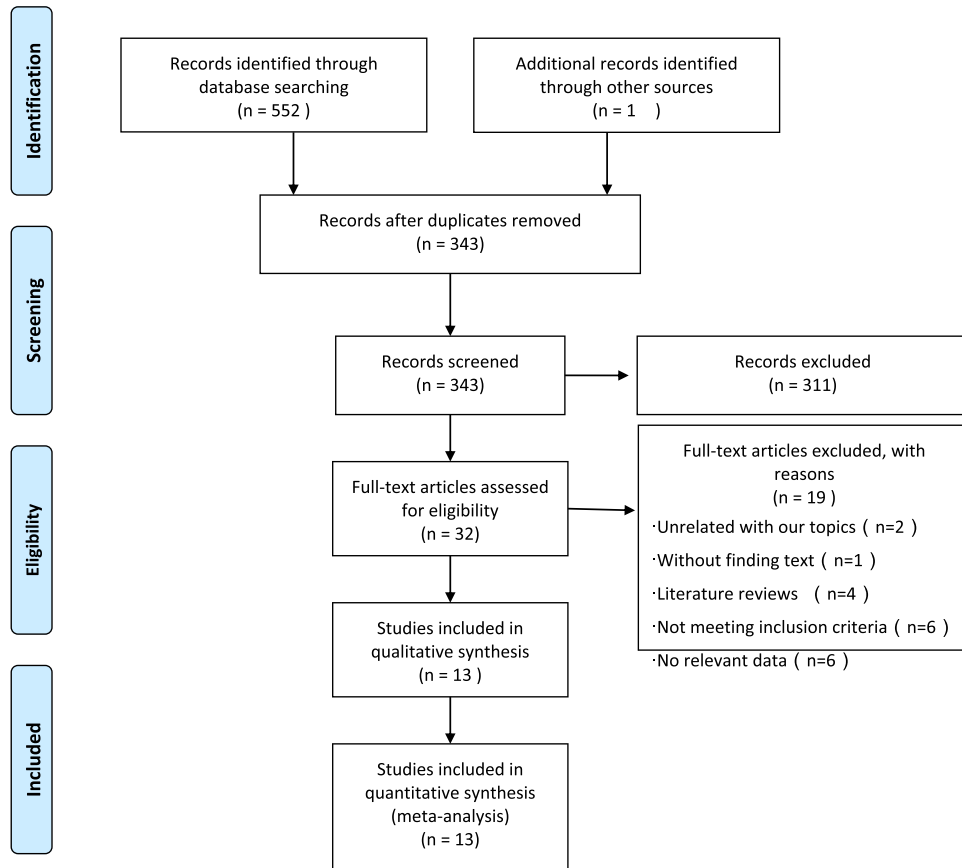 Identification
Records identified through
database searching
(n = 552 )
Additional records identified
through other sources
(n = 1 )
Records after duplicates removed
(n = 343)
Screening
Records screened
(n = 343)
Records excluded
(n = 311)
Eligibility
Full-text articles assessed
for eligibility
(n = 32)
Full-text articles excluded, with
reasons
(n = 19 )
·Unrelated with our topics ( n=2 )
·Without finding text ( n=1 )
·Literature reviews ( n=4 )
·Not meeting inclusion criteria ( n=6 )
·No relevant data ( n=6 )
Studies included in
qualitative synthesis
(n = 13 )
Included
Studies included in
quantitative synthesis
(meta-analysis)
(n = 13)